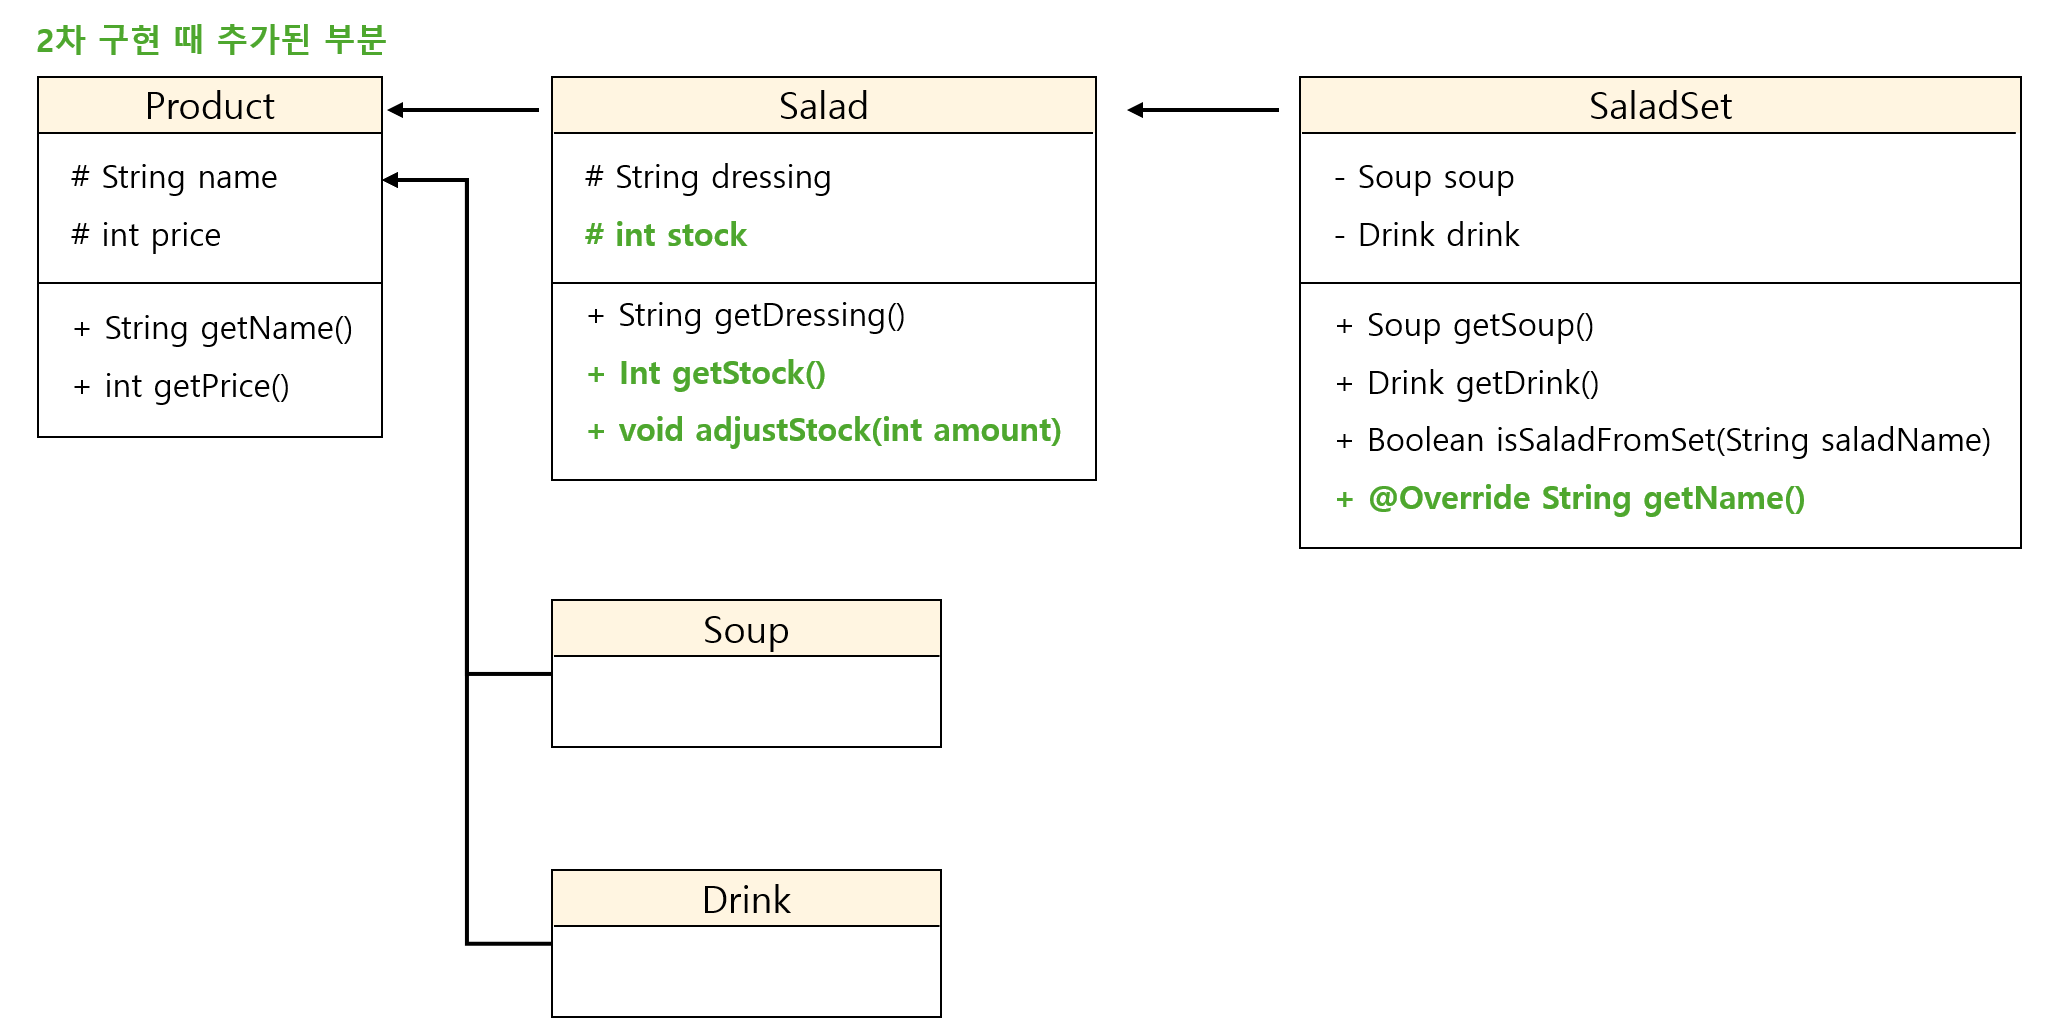 2차 구현 때 추가된 부분
Product
# String name
# int price
+ String getName()
+ int getPrice()
Salad
# String dressing
# int stock
+ String getDressing()
+ Int getStock()
+ void adjustStock(int amount)
SaladSet
- Soup soup
- Drink drink
+ Soup getSoup()
+ Drink getDrink()
+ Boolean isSaladFromSet(String saladName)
+ @Override String getName()
Soup
Drink